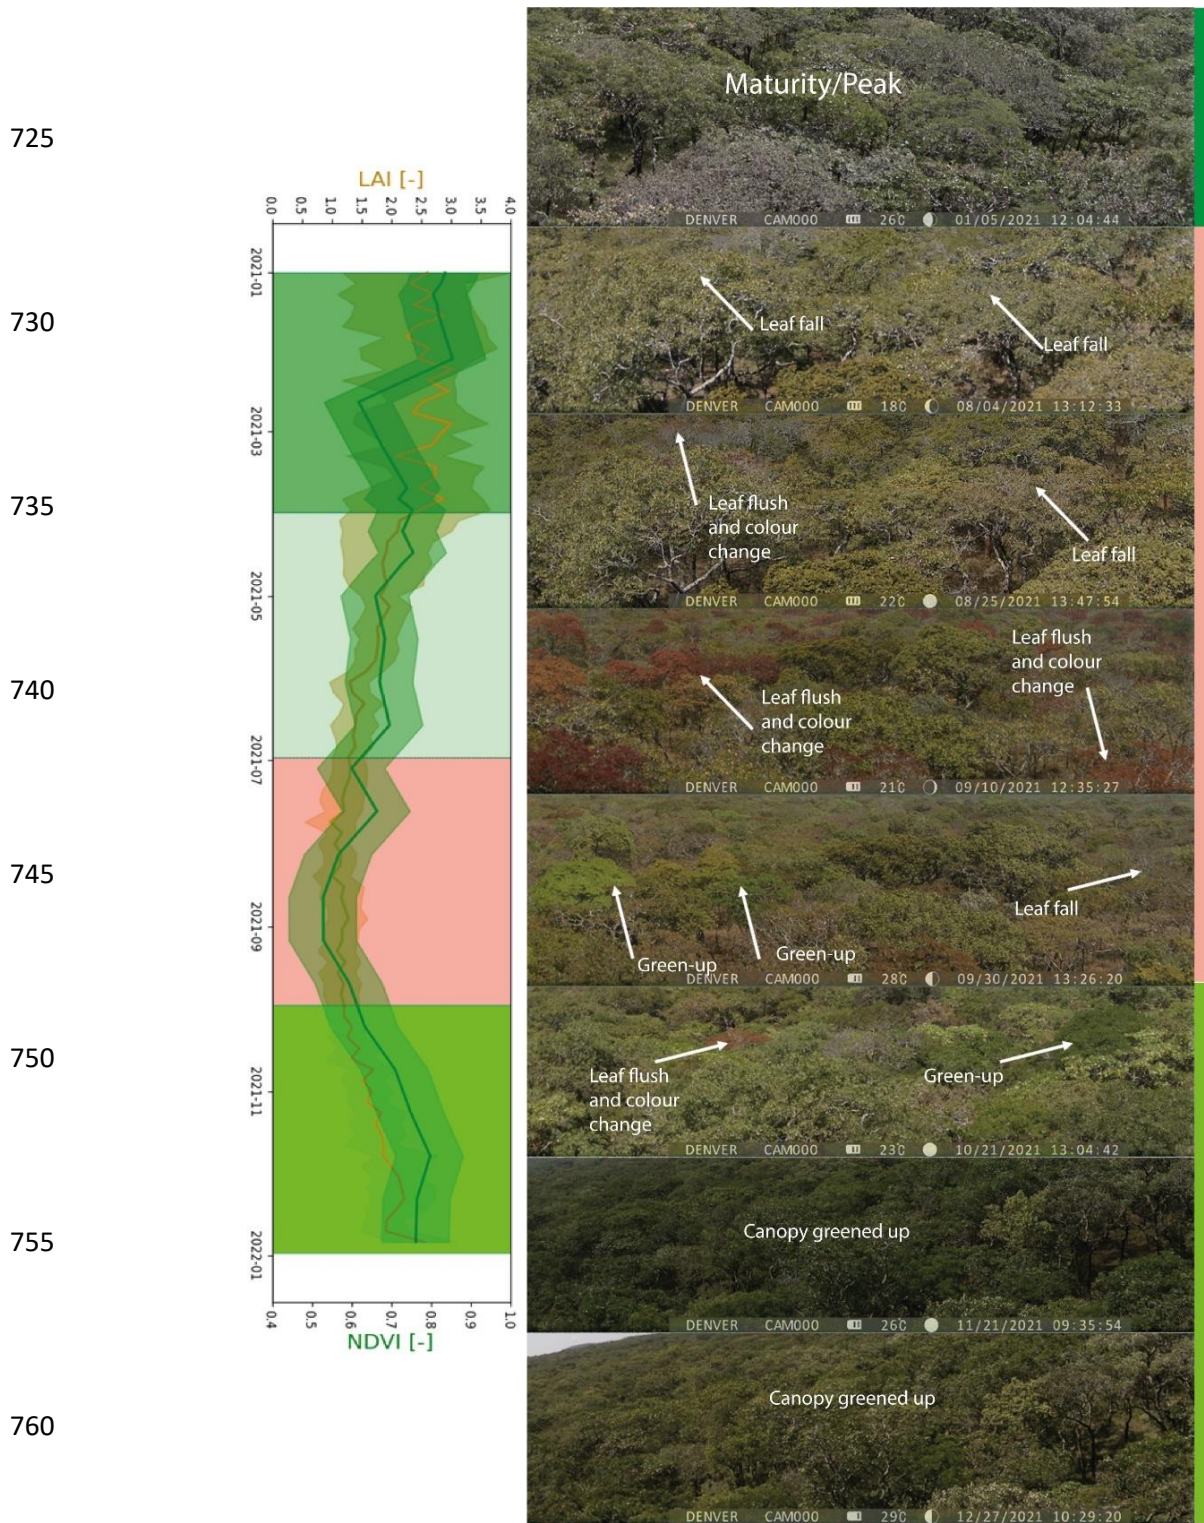 725
730
735
740
745
750
755
760
LAI [-]
0.0
0.5
1.0
1.5
2.0
2.5
3.0
3.5
4.0
2021-01
2021-03
2021-05
2021-07
2021-09
2021-11
2022-01
0.4
0.5
0.6
0.7
0.8
0.9
1.0
NDVI [-]
Maturity/Peak
DENVER CAM000 26C 01/05/2021 12:04:44
Leaf fall
Leaf fall
DENVER CAM000 18C 08/04/2021 13:12:33
Leaf flush
and colour
change
Leaf fall
DENVER CAM000 22C 08/25/2021 13:47:54
Leaf flush
and colour
change
Leaf flush
and colour
change
DENVER CAM000 21C 09/10/2021 12:35:27
Green-up
Green-up
Leaf fall
DENVER CAM000 28C 09/30/2021 13:26:20
Leaf flush
and colour
change
Green-up
DENVER CAM000 23C 10/21/2021 13:04:42
Canopy greened up
DENVER CAM000 26C 11/21/2021 09:35:54
Canopy greened up
DENVER CAM000 29C 12/27/2021 10:29:20